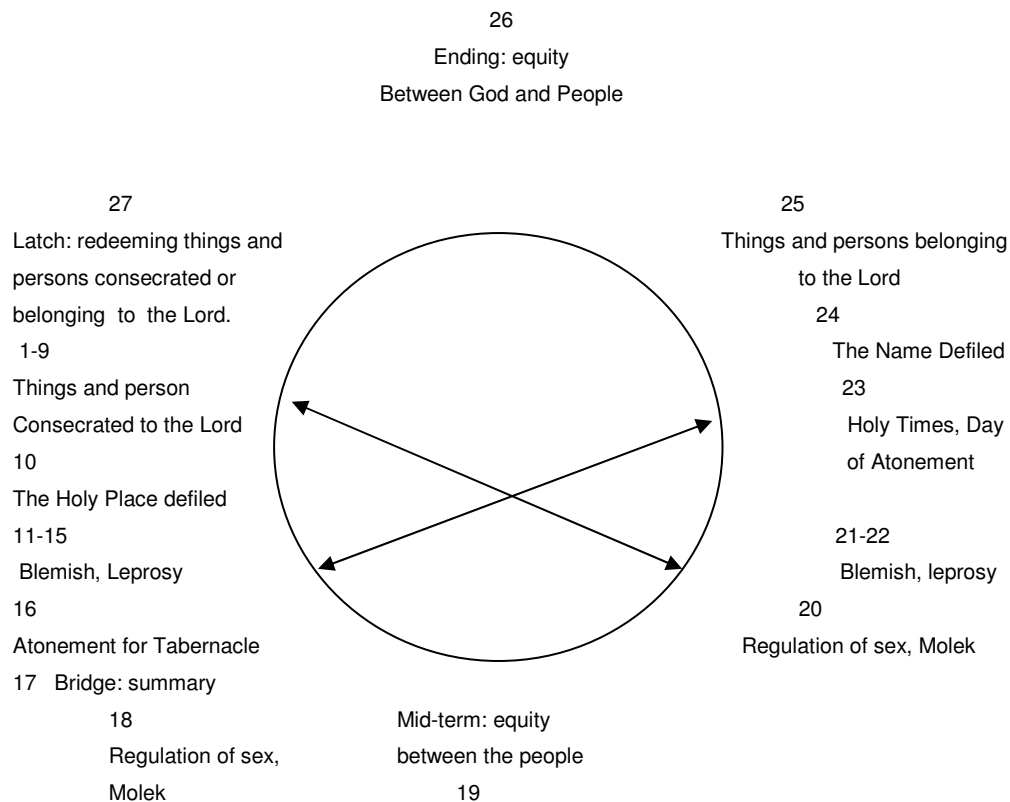 26
Ending: equity
Between God and People
27
Latch: redeeming things and
persons consecrated or
belonging to the Lord.
1-9
Things and person
Consecrated to the Lord
10
The Holy Place defiled
11-15
Blemish, Leprosy
16
Atonement for Tabernacle
17 Bridge: summary
18
Regulation of sex,
Molek
Mid-term: equity
between the people
19
25
Things and persons belonging
to the Lord
24
The Name Defiled
23
Holy Times, Day
of Atonement
21-22
Blemish, leprosy
20
Regulation of sex, Molek